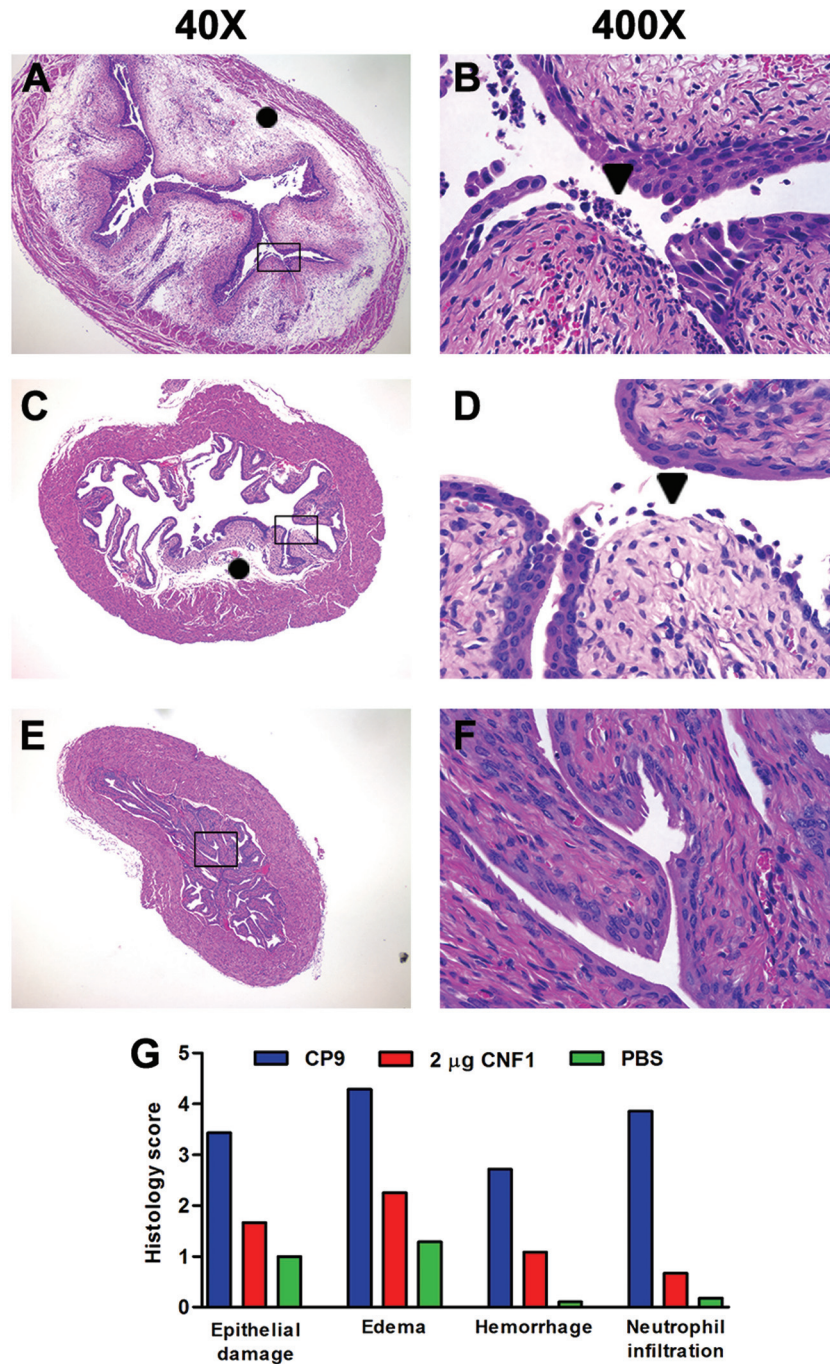 40X 400X
A B
C D
E F
G
CP9 2 μg CNF1 PBS
Histology score
5
4
3
2
1
0
Epithelial damage Edema Hemorrhage Neutrophil infiltration